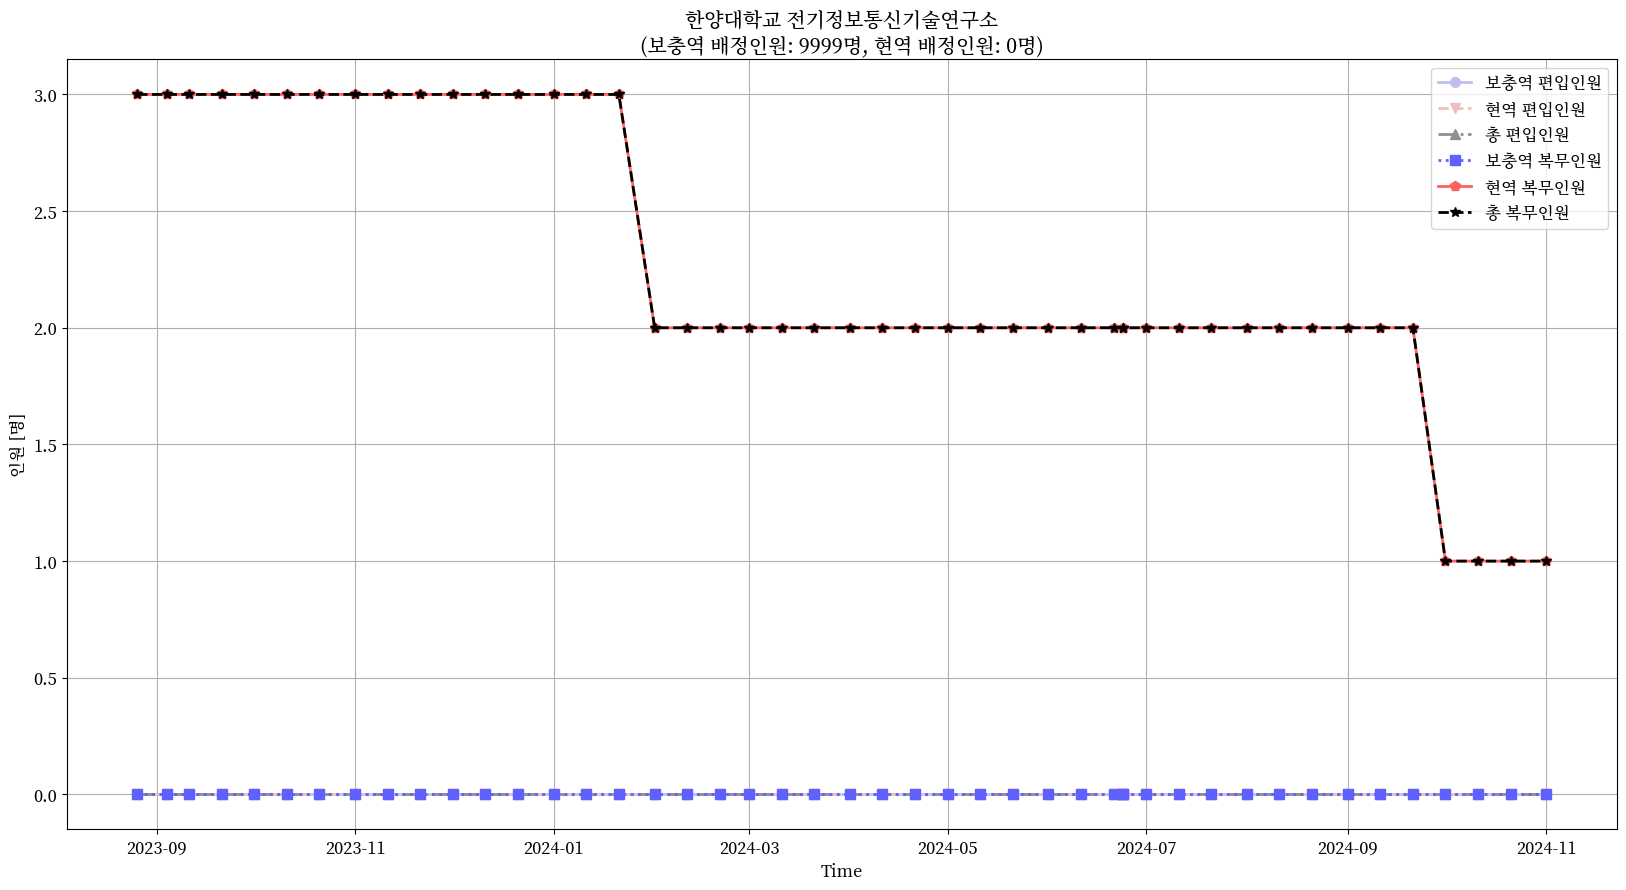 한양대학교 전기정보통신기술연구소
(보충역 배정인원: 9999명, 현역 배정인원: 0명)
보충역 편입인원
현역 편입인원
총 편입인원
보충역 복무인원
현역 복무인원
총 복무인원
3.0
2.5
2.0
1.5
1.0
0.5
0.0
인원 [명]
2023-09
2023-11
2024-01
2024-03
2024-05
2024-07
2024-09
2024-11
Time